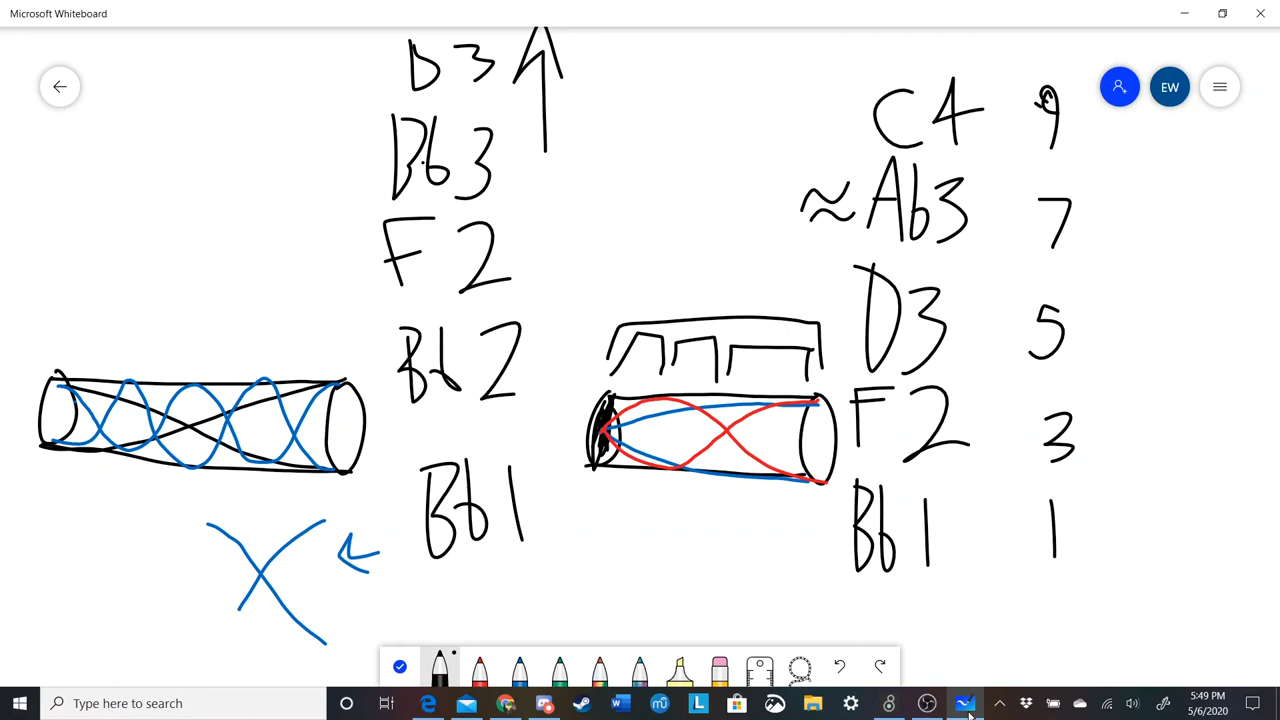 Microsoft Whiteboard
EW
D3
Bb3
F2
Bb2
Bb1
C4 9
≈Ab3 7
D3 5
F2 3
Bb1 1
Type here to search
5:49 PM
5/6/2020